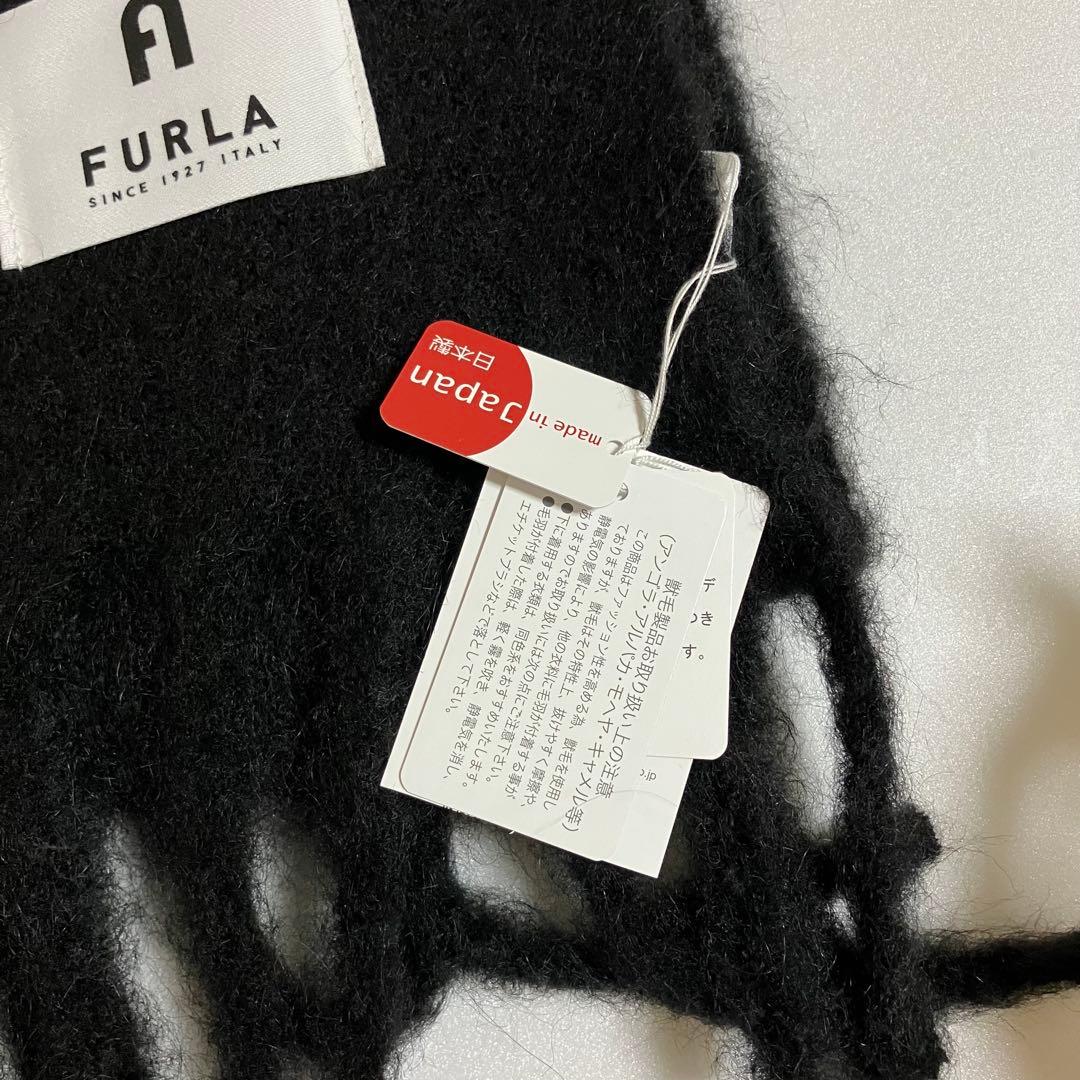 FURLA
SINCE 1927 ITALY
made in
Japan
日本製
獣毛製品お取り扱い上の注意
(アンゴラ・アルパカ・モヘヤ・キャメル等)
この商品はファッション性を高める為、獣毛を使用し
ておりますが、獣毛はその特性上、抜けやすく摩擦や、
静電気の影響により、他の衣料に毛羽が付着する事が
ありますのでお取り扱いには次の点にご注意下さい。
●下に着用する衣類は、同色系をおすすめいたします。
●毛羽が付着した際は、軽く霧を吹き、静電気を消し、
エチケットブラシなどで落として下さい。
デ
つき
す。